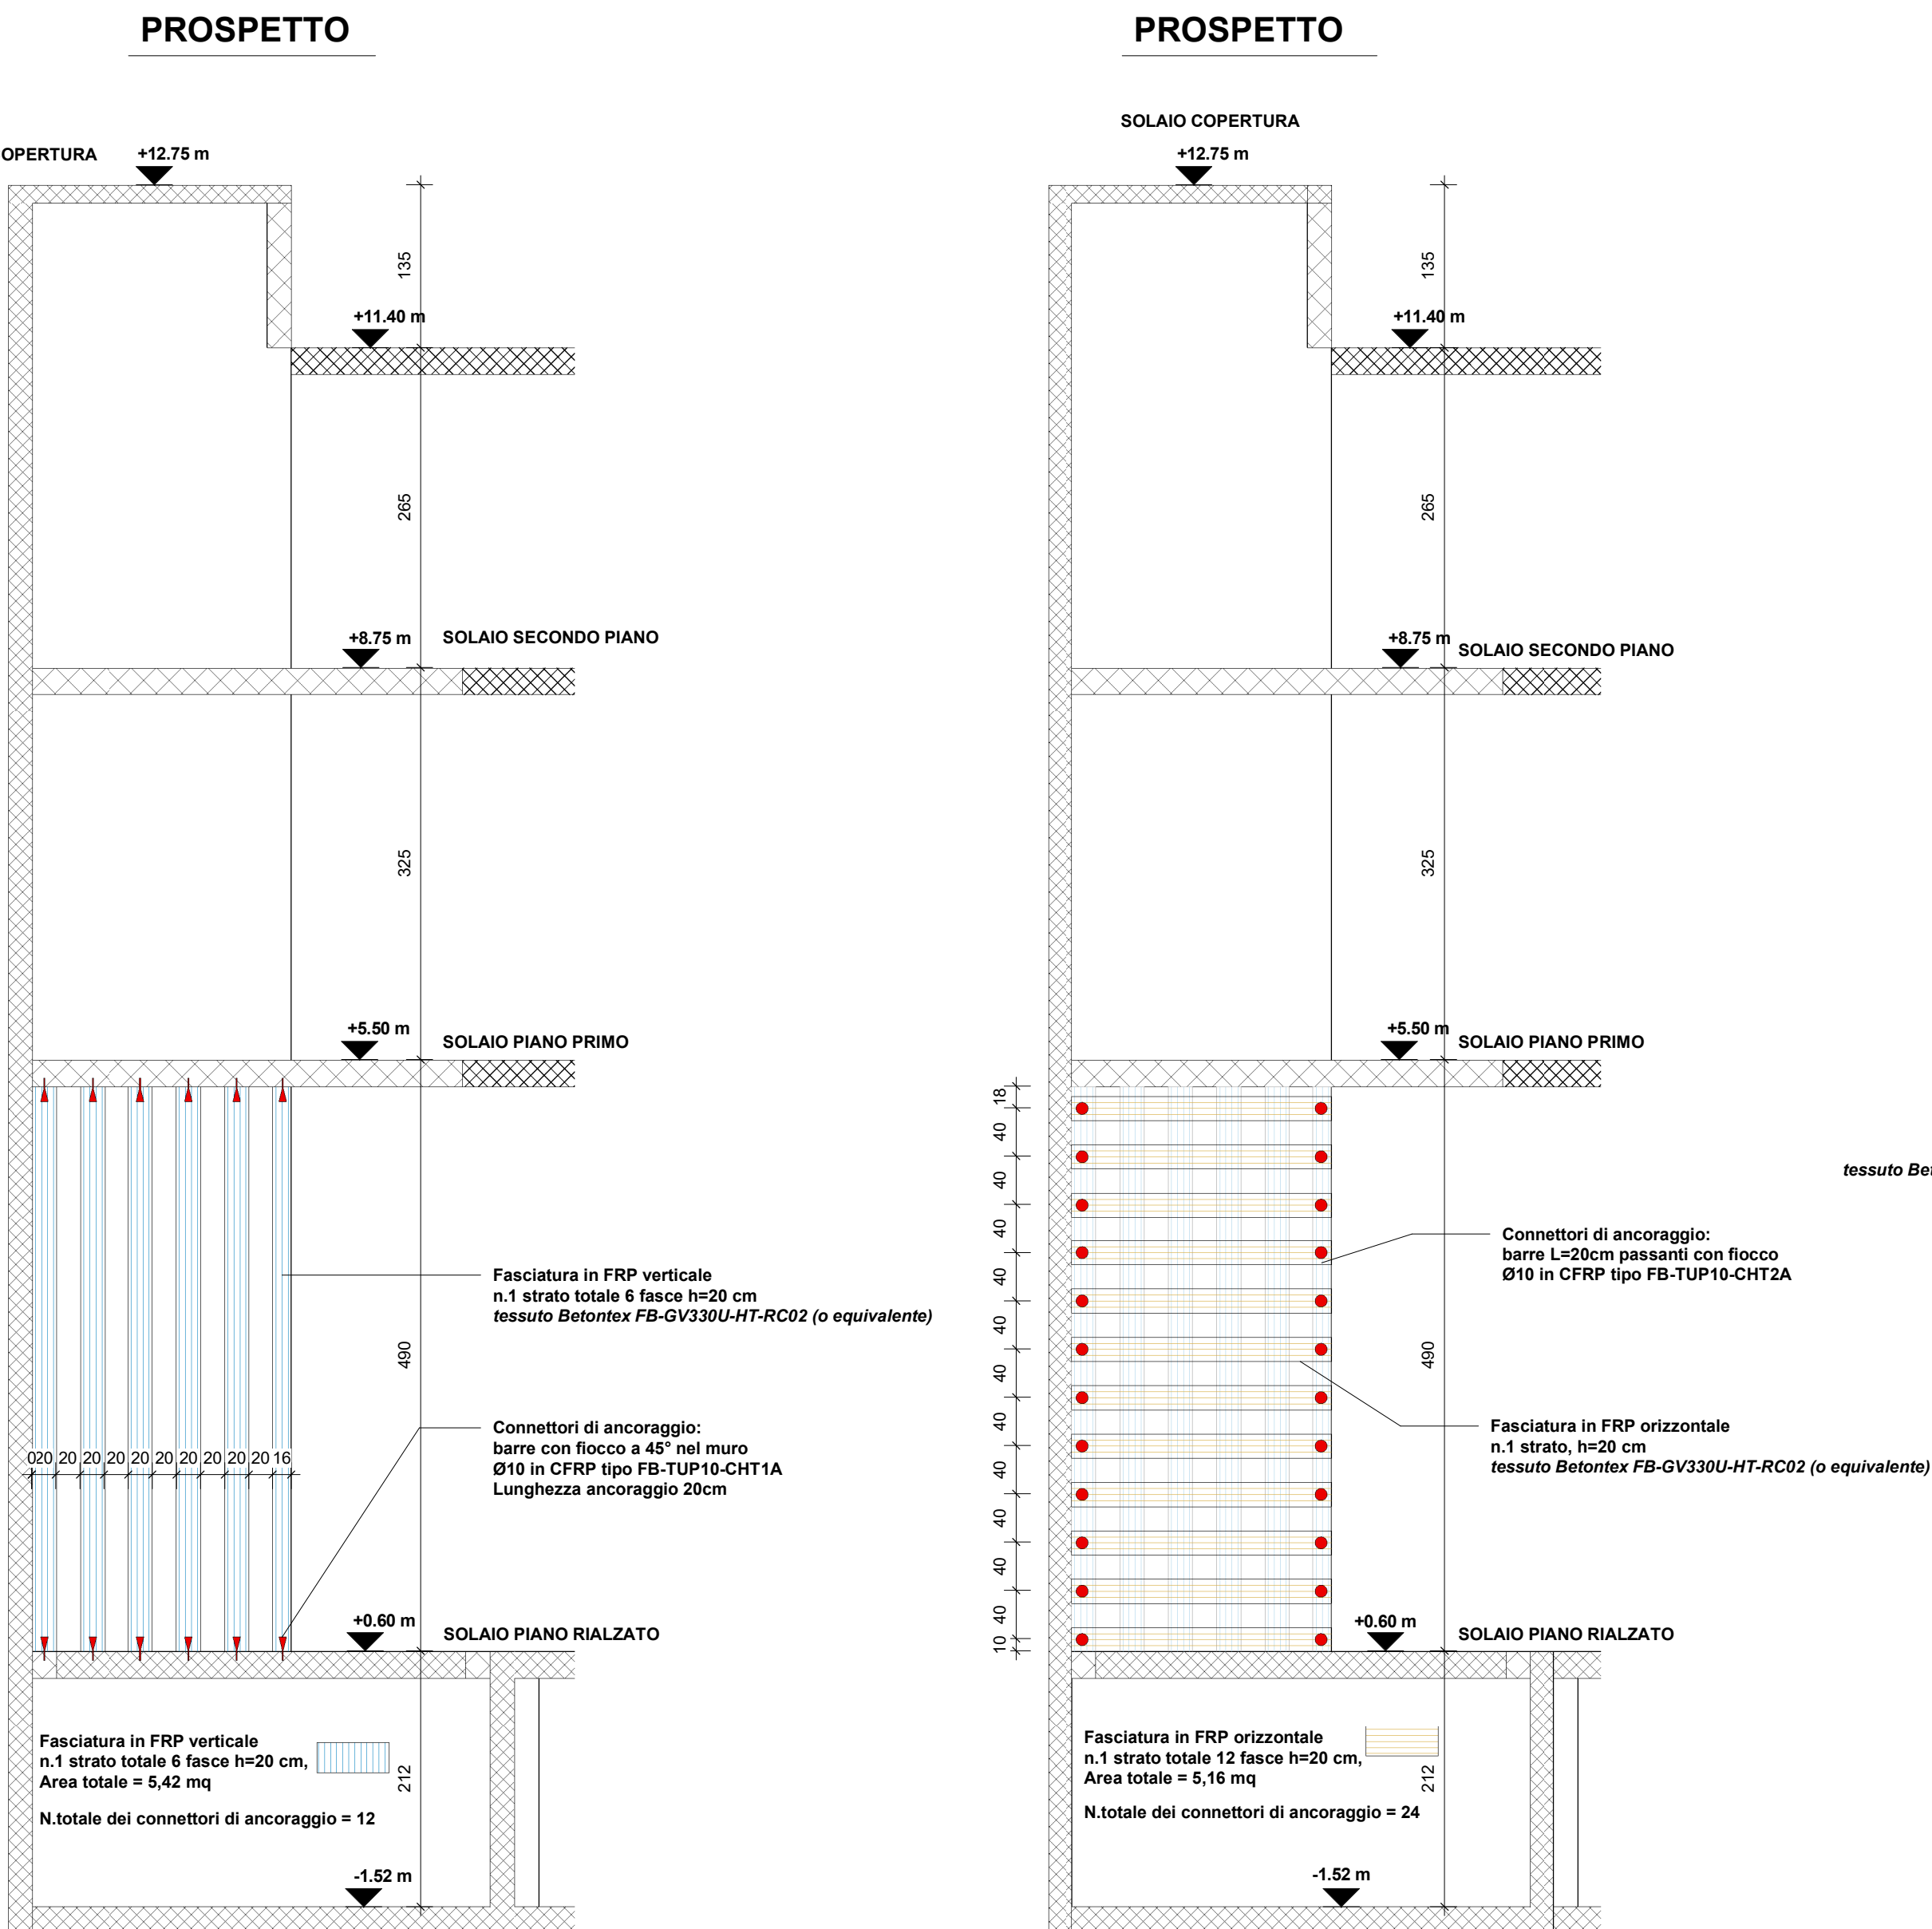 PROSPETTO
OPERTURA
+12.75 m
135
+11.40 m
265
+8.75 m
SOLAIO SECONDO PIANO
325
+5.50 m
SOLAIO PIANO PRIMO
Fasciatura in FRP verticale
n.1 strato totale 6 fasce h=20 cm
tessuto Betontex FB-GV330U-HT-RC02 (o equivalente)
490
Connettori di ancoraggio:
barre con fiocco a 45° nel muro
Ø10 in CFRP tipo FB-TUP10-CHT1A
Lunghezza ancoraggio 20cm
0 20 20 20 20 20 20 20 20 20 20 16
+0.60 m
SOLAIO PIANO RIALZATO
Fasciatura in FRP verticale
n.1 strato totale 6 fasce h=20 cm,
Area totale = 5,42 mq
212
N.totale dei connettori di ancoraggio = 12
-1.52 m
PROSPETTO
SOLAIO COPERTURA
+12.75 m
135
+11.40 m
265
+8.75 m
SOLAIO SECONDO PIANO
325
+5.50 m
SOLAIO PIANO PRIMO
18
40
40
40
40
40
40
40
40
40
40
40
10
tessuto Be
Connettori di ancoraggio:
barre L=20cm passanti con fiocco
Ø10 in CFRP tipo FB-TUP10-CHT2A
490
Fasciatura in FRP orizzontale
n.1 strato, h=20 cm
tessuto Betontex FB-GV330U-HT-RC02 (o equivalente)
+0.60 m
SOLAIO PIANO RIALZATO
Fasciatura in FRP orizzontale
n.1 strato totale 12 fasce h=20 cm,
Area totale = 5,16 mq
212
N.totale dei connettori di ancoraggio = 24
-1.52 m